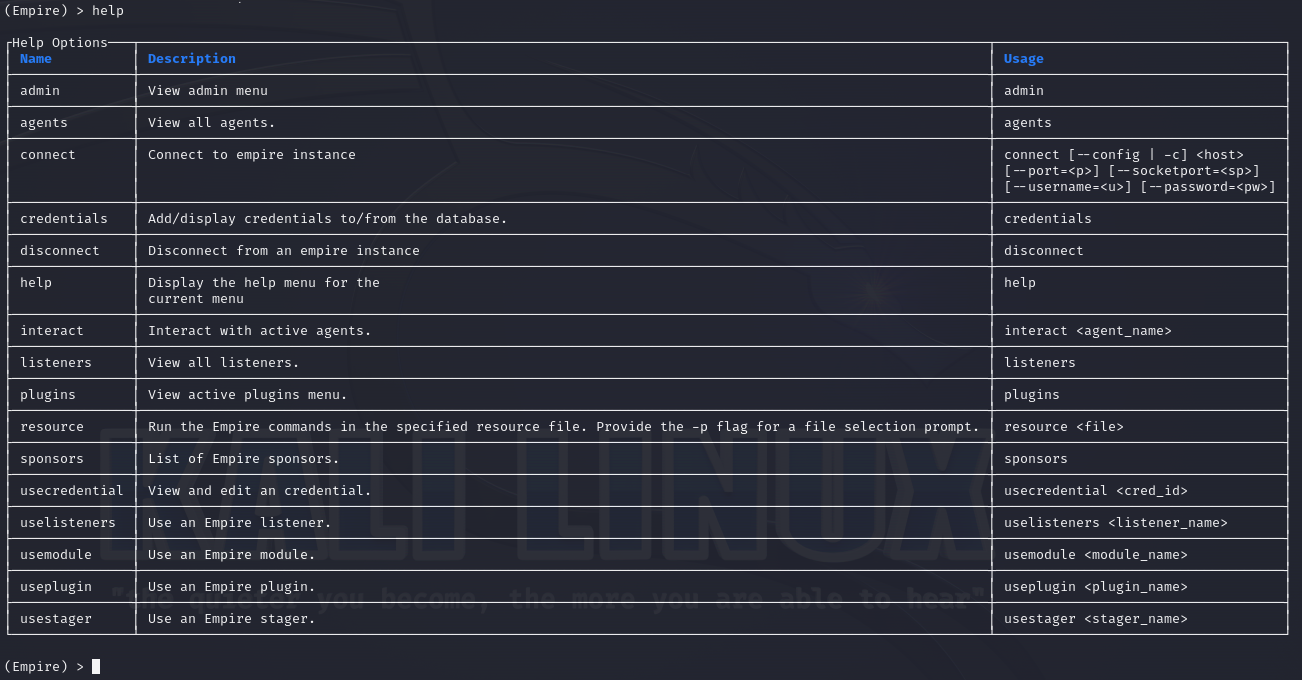 (Empire) > help
Help Options
Name Description Usage
admin View admin menu admin
agents View all agents. agents
connect Connect to empire instance connect [--config | -c] <host>
[--port=<p>] [--socketport=<sp>]
[--username=<u>] [--password=<pw>]
credentials Add/display credentials to/from the database. credentials
disconnect Disconnect from an empire instance disconnect
help Display the help menu for the help
current menu
interact Interact with active agents. interact <agent_name>
listeners View all listeners. listeners
plugins View active plugins menu. plugins
resource Run the Empire commands in the specified resource file. Provide the -p flag for a file selection prompt. resource <file>
sponsors List of Empire sponsors. sponsors
usecredential View and edit an credential. usecredential <cred_id>
uselisteners Use an Empire listener. uselisteners <listener_name>
usemodule Use an Empire module. usemodule <module_name>
useplugin Use an Empire plugin. useplugin <plugin_name>
usestager Use an Empire stager. usestager <stager_name>
KALI LINUX
"the quieter you become, the more you are able to hear"
(Empire) >